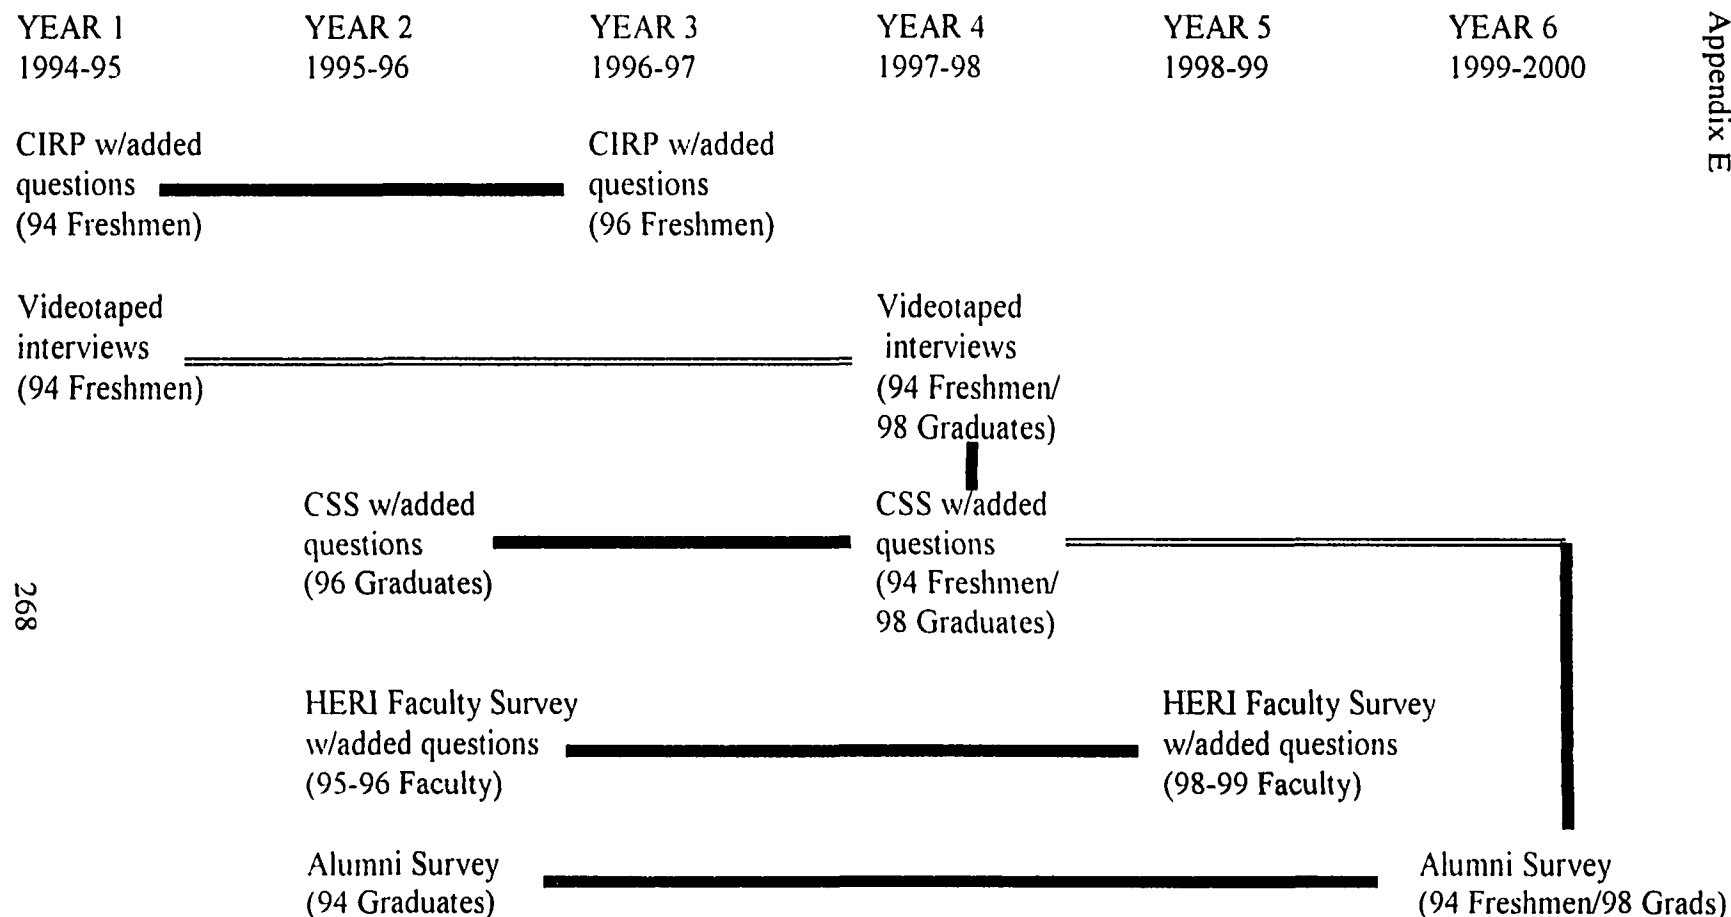 YEAR 1 YEAR 2 YEAR 3 YEAR 4 YEAR 5 YEAR 6
1994-95 1995-96 1996-97 1997-98 1998-99 1999-2000
Appendix E
CIRP w/added
questions
(94 Freshmen)
CIRP w/added
questions
(96 Freshmen)
Videotaped
interviews
(94 Freshmen)
Videotaped
interviews
(94 Freshmen/
98 Graduates)
CSS w/added
questions
(96 Graduates)
CSS w/added
questions
(94 Freshmen/
98 Graduates)
268
HERI Faculty Survey
w/added questions
(95-96 Faculty)
HERI Faculty Survey
w/added questions
(98-99 Faculty)
Alumni Survey
(94 Graduates)
Alumni Survey
(94 Freshmen/98 Grads)